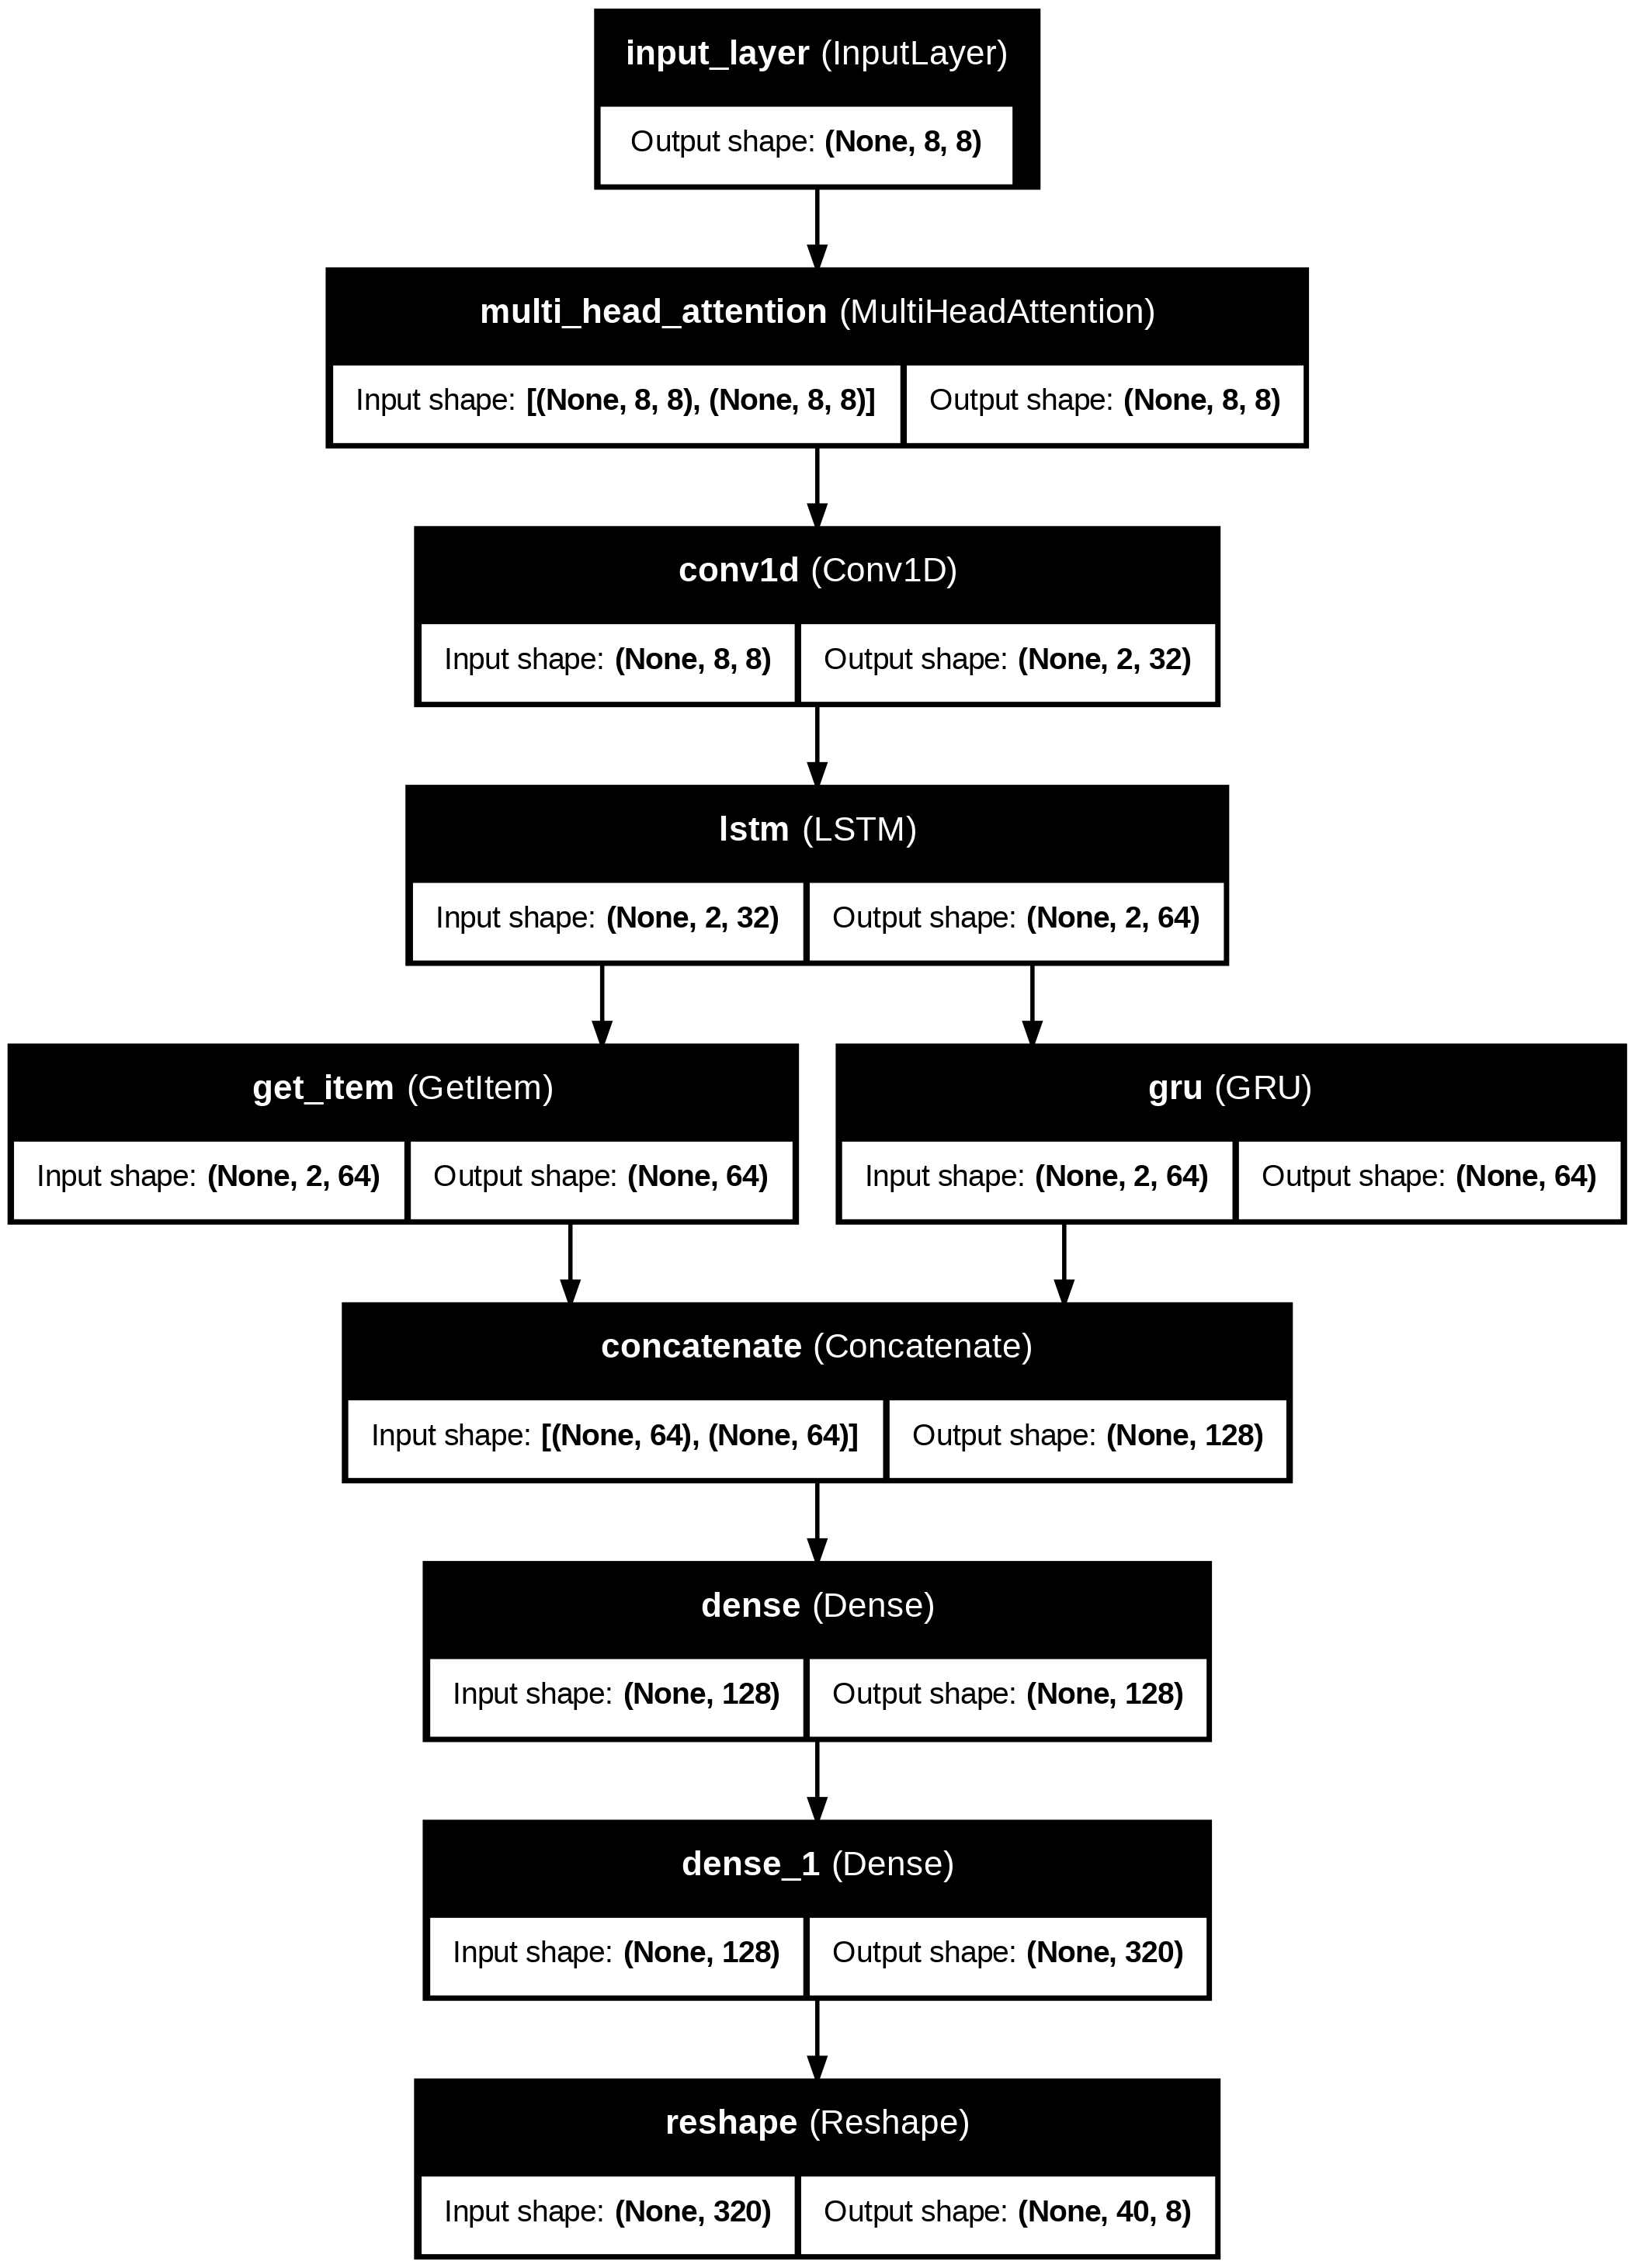 input_layer (InputLayer)
Output shape: (None, 8, 8)
multi_head_attention (MultiHeadAttention)
Input shape: [(None, 8, 8), (None, 8, 8)] Output shape: (None, 8, 8)
conv1d (Conv1D)
Input shape: (None, 8, 8) Output shape: (None, 2, 32)
lstm (LSTM)
Input shape: (None, 2, 32) Output shape: (None, 2, 64)
get_item (GetItem)
Input shape: (None, 2, 64) Output shape: (None, 64)
gru (GRU)
Input shape: (None, 2, 64) Output shape: (None, 64)
concatenate (Concatenate)
Input shape: [(None, 64), (None, 64)] Output shape: (None, 128)
dense (Dense)
Input shape: (None, 128) Output shape: (None, 128)
dense_1 (Dense)
Input shape: (None, 128) Output shape: (None, 320)
reshape (Reshape)
Input shape: (None, 320) Output shape: (None, 40, 8)